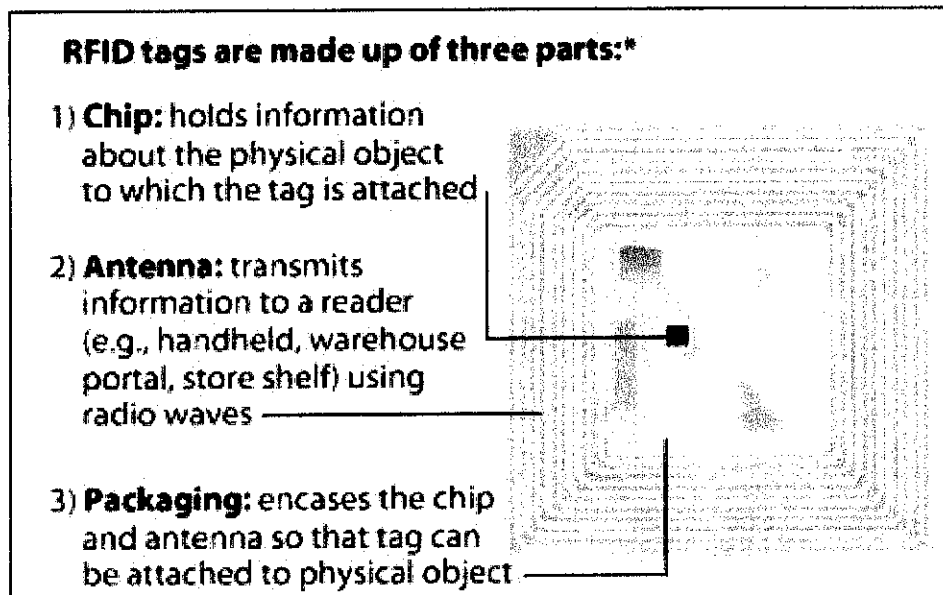 RFID tags are made up of three parts:*
1) Chip: holds information
about the physical object
to which the tag is attached
2) Antenna: transmits
information to a reader
(e.g., handheld, warehouse
portal, store shelf) using
radio waves
3) Packaging: encases the chip
and antenna so that tag can
be attached to physical object